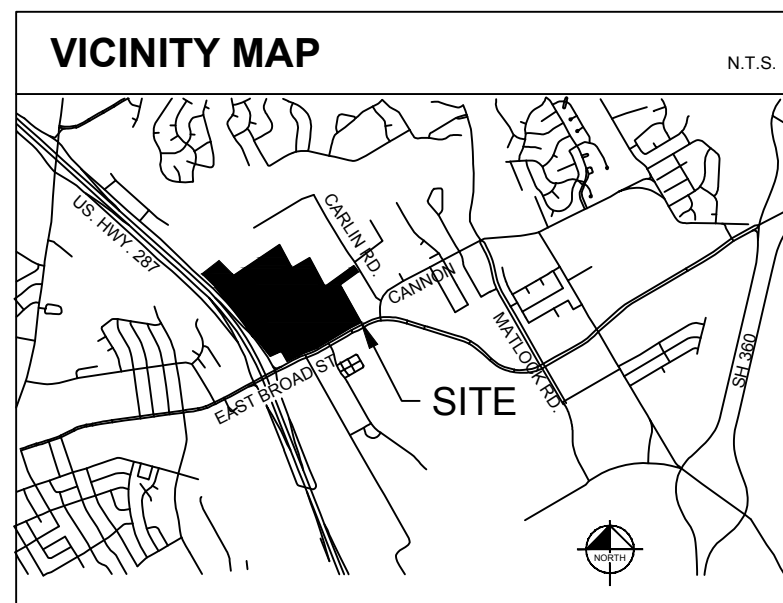 VICINITY MAP
N.T.S.
US. HWY. 287
CARLIN RD.
CANNON
MATLOCK RD.
SH 360
EAST BROAD ST.
SITE
NORTH